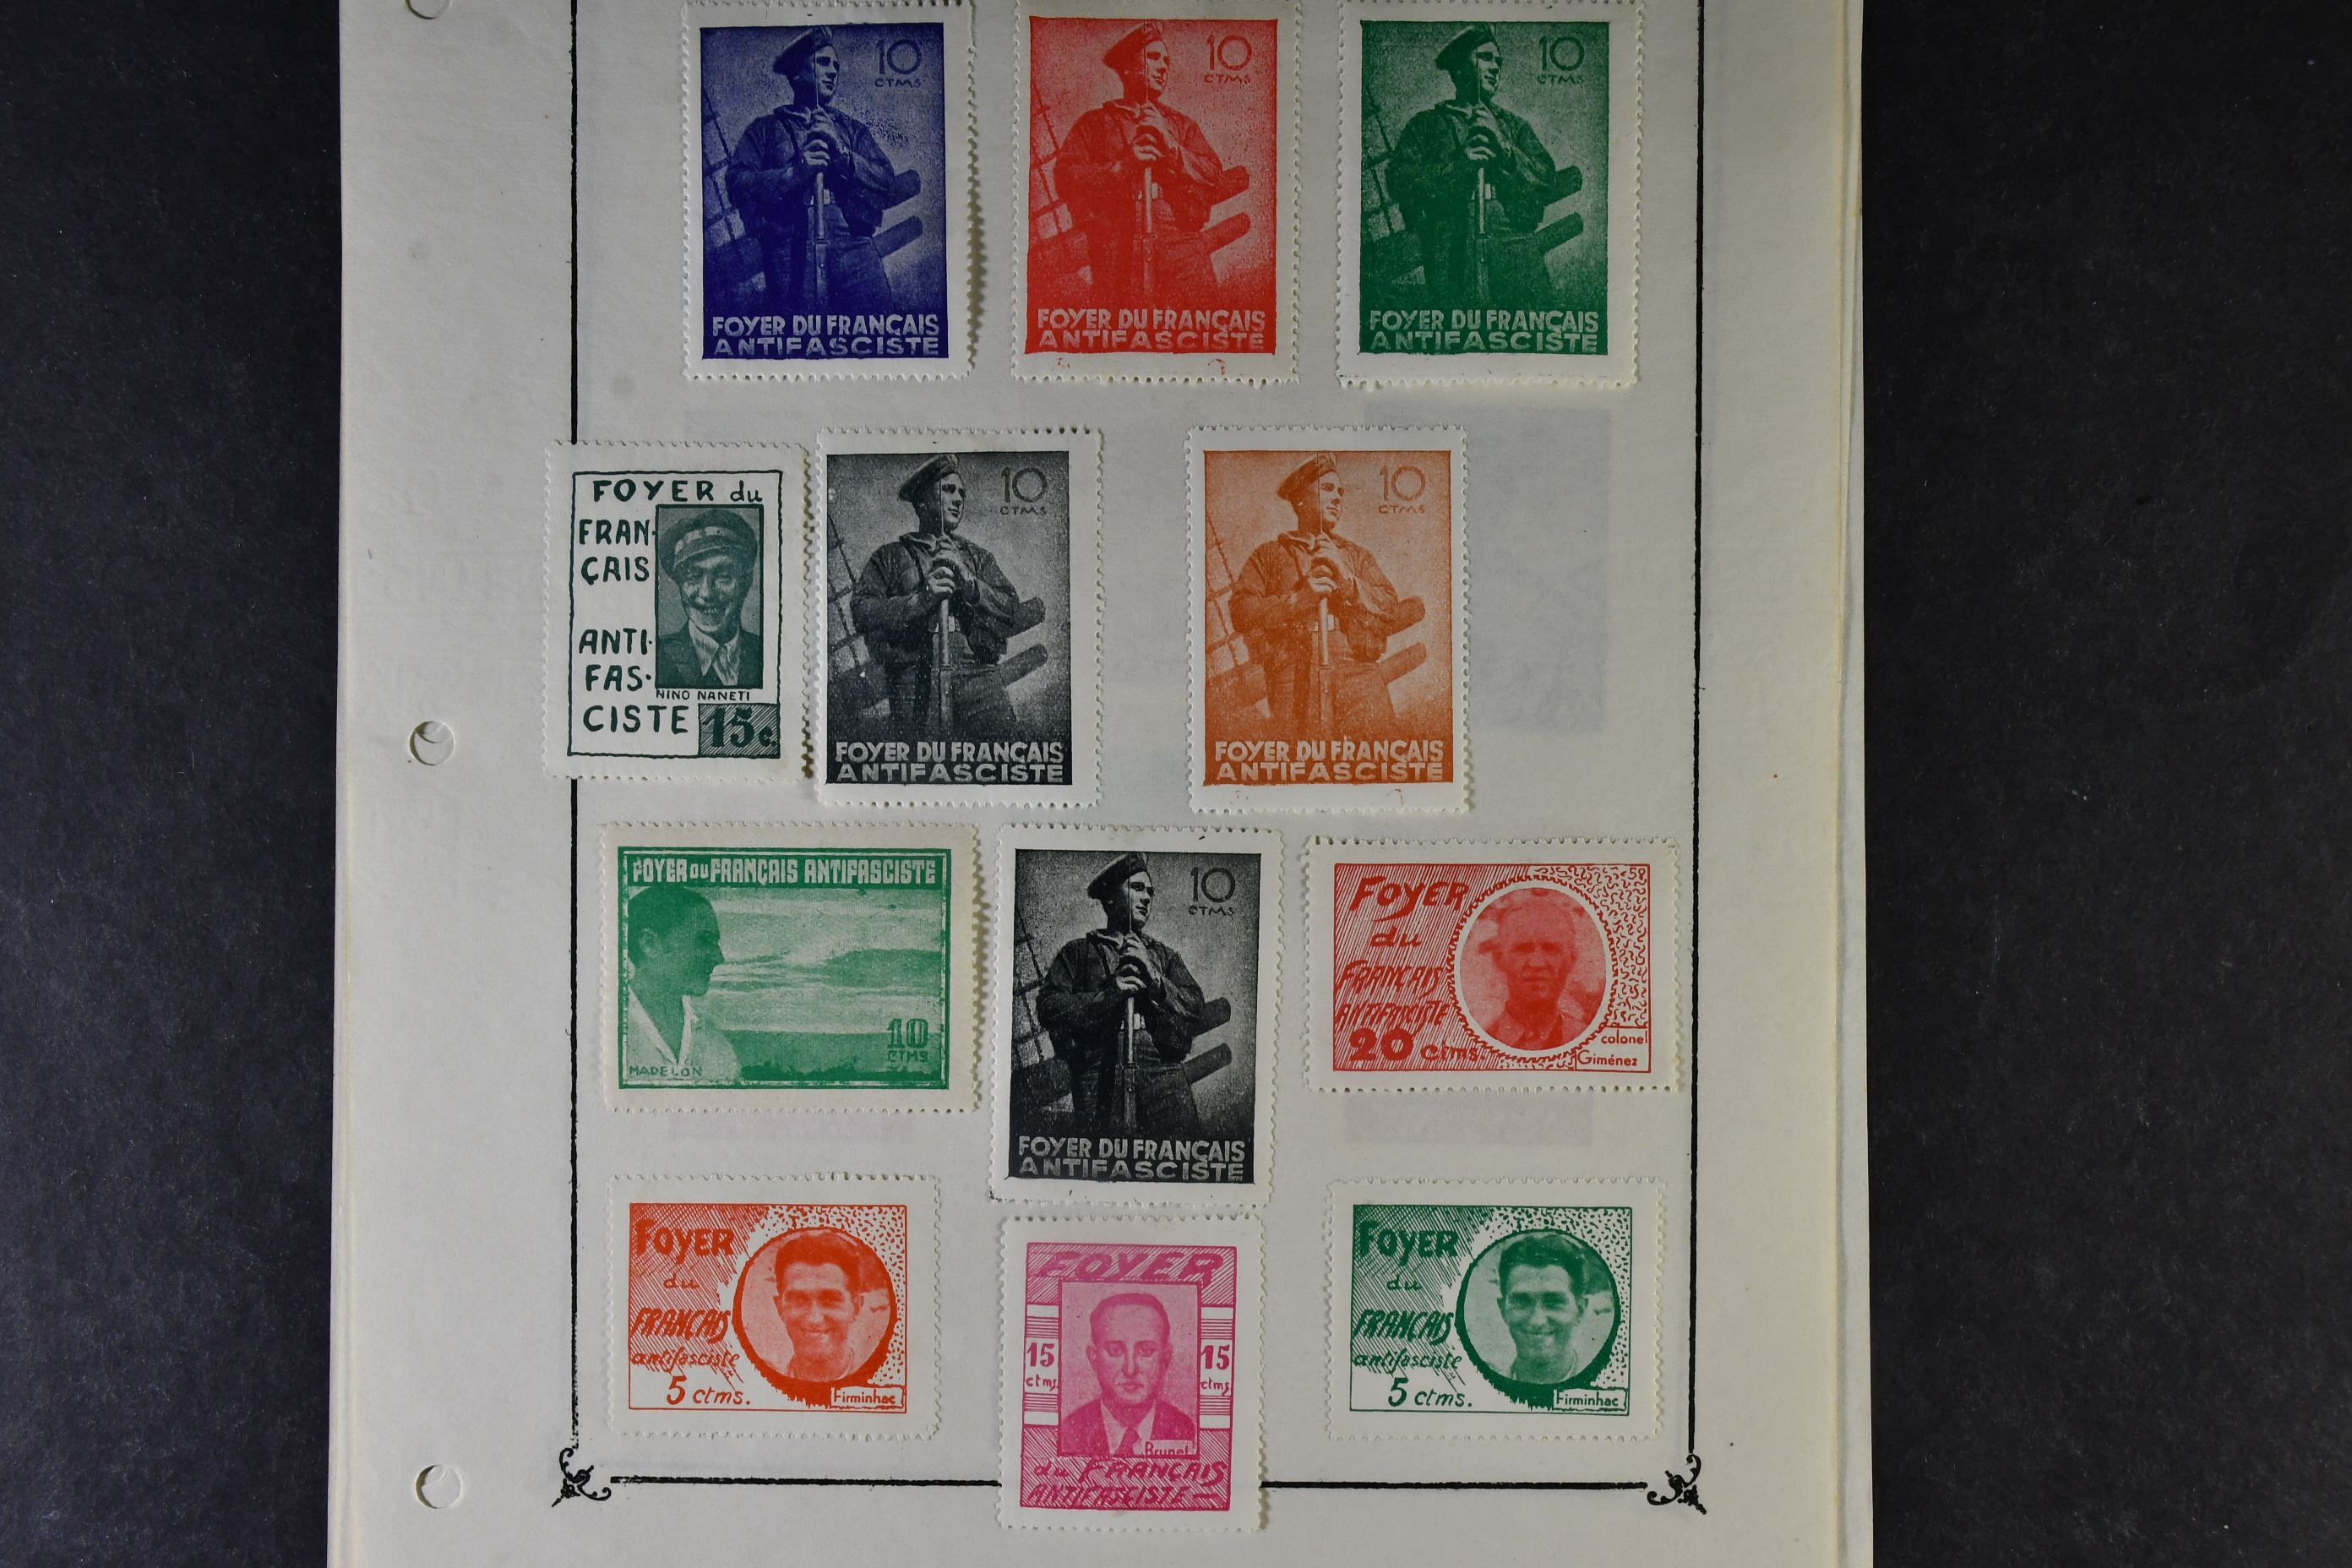 10
CTMS
FOYER DU FRANÇAIS
ANTIFASCISTE
10
CTMS
FOYER DU FRANÇAIS
ANTIFASCISTE
10
CTMS
FOYER DU FRANÇAIS
ANTIFASCISTE
FOYER du
FRAN-
ÇAIS
ANTI-
FAS-
NINO NANETI
CISTE 15c
10
CTMS
FOYER DU FRANÇAIS
ANTIFASCISTE
10
CTMS
FOYER DU FRANÇAIS
ANTIFASCISTE
FOYER DU FRANÇAIS ANTIFASCISTE
10
CTMS
MADELON
10
CTMS
FOYER DU FRANÇAIS
ANTIFASCISTE
FOYER
du
FRANÇAIS
ANTIFASCISTE
20 ctms.
colonel
Giménez
FOYER
du
FRANÇAIS
antifasciste
5 ctms.
Firminhac
FOYER
15 15
ctms ctms
Brunel
du FRANÇAIS
ANTIFASCISTE
FOYER
du
FRANÇAIS
antifasciste
5 ctms.
Firminhac